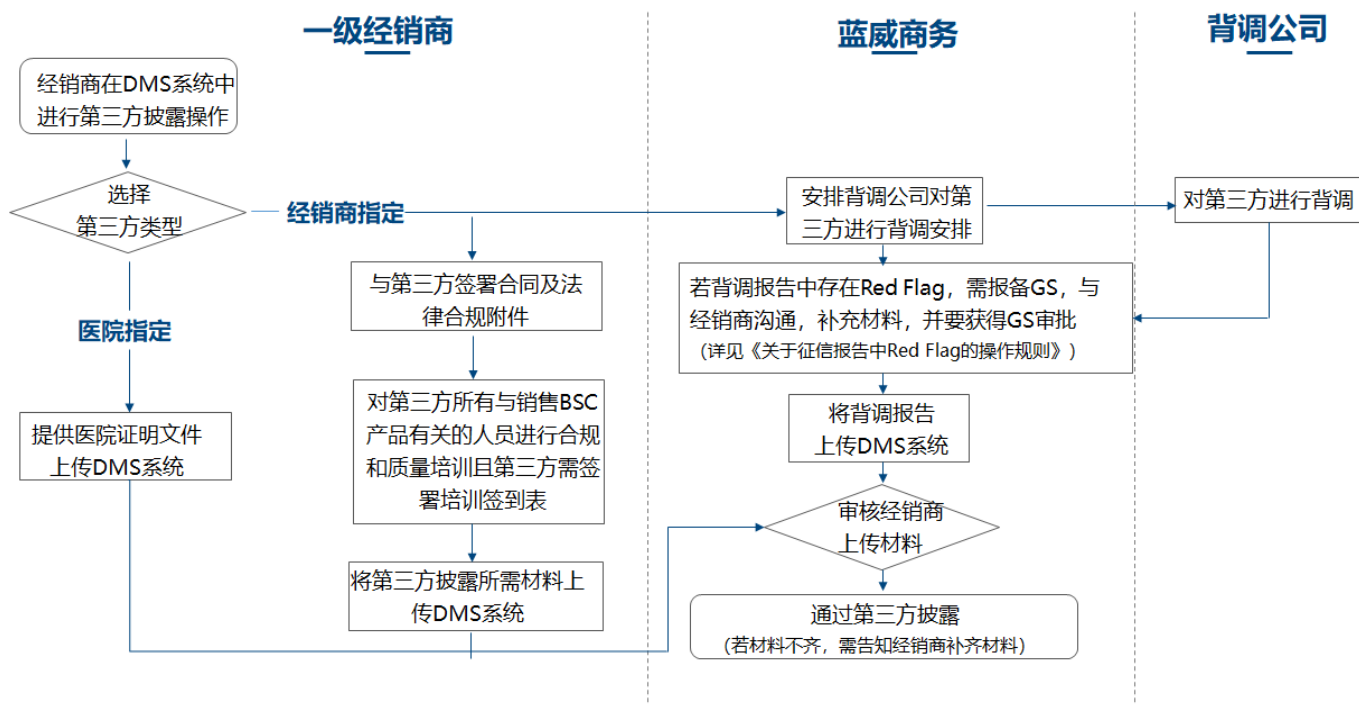 一级经销商
蓝威商务
背调公司
经销商在DMS系统中
进行第三方披露操作
选择
第三方类型
经销商指定
医院指定
提供医院证明文件
上传DMS系统
与第三方签署合同及法
律合规附件
对第三方所有与销售BSC
产品有关的人员进行合规
和质量培训且第三方需签
署培训签到表
将第三方披露所需材料上
传DMS系统
安排背调公司对第
三方进行背调安排
对第三方进行背调
若背调报告中存在Red Flag，需报备GS，与
经销商沟通，补充材料，并要获得GS审批
（详见《关于征信报告中Red Flag的操作规则》）
将背调报告
上传DMS系统
审核经销商
上传材料
通过第三方披露
（若材料不齐，需告知经销商补齐材料）